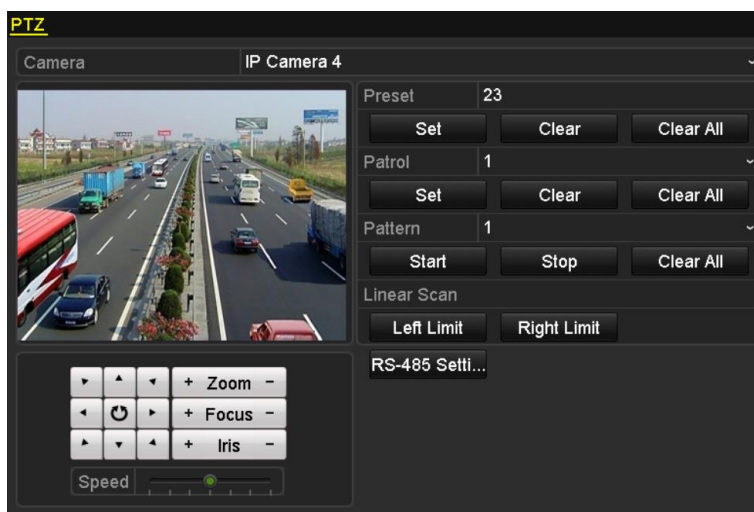 PTZ
Camera IP Camera 4
Preset 23
Set Clear Clear All
Patrol 1
Set Clear Clear All
Pattern 1
Start Stop Clear All
Linear Scan
Left Limit Right Limit
RS-485 Setti...
+ Zoom -
+ Focus -
+ Iris -
Speed